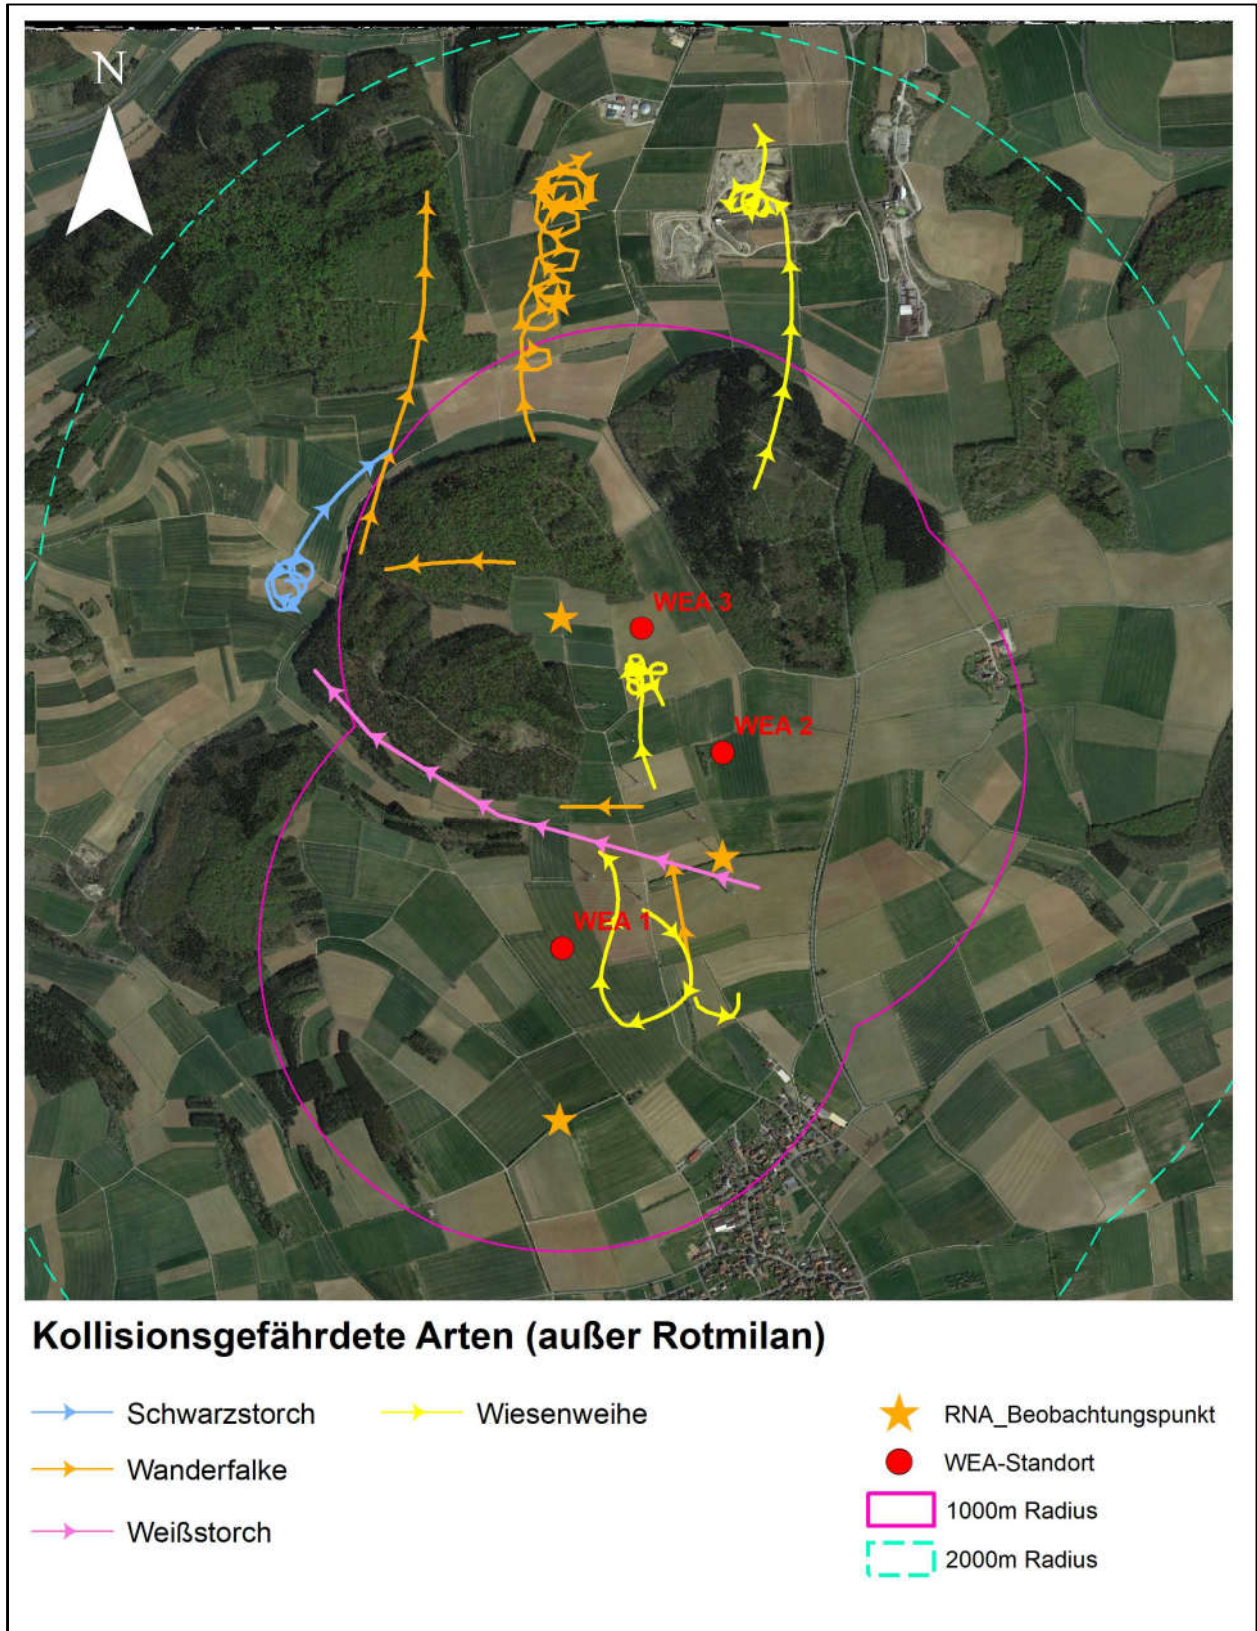 N
WEA 3
WEA 2
WEA 1
Kollisionsgefährdete Arten (außer Rotmilan)
Schwarzstorch
Wiesenweihe
RNA_Beobachtungspunkt
Wanderfalke
WEA-Standort
Weißstorch
1000m Radius
2000m Radius